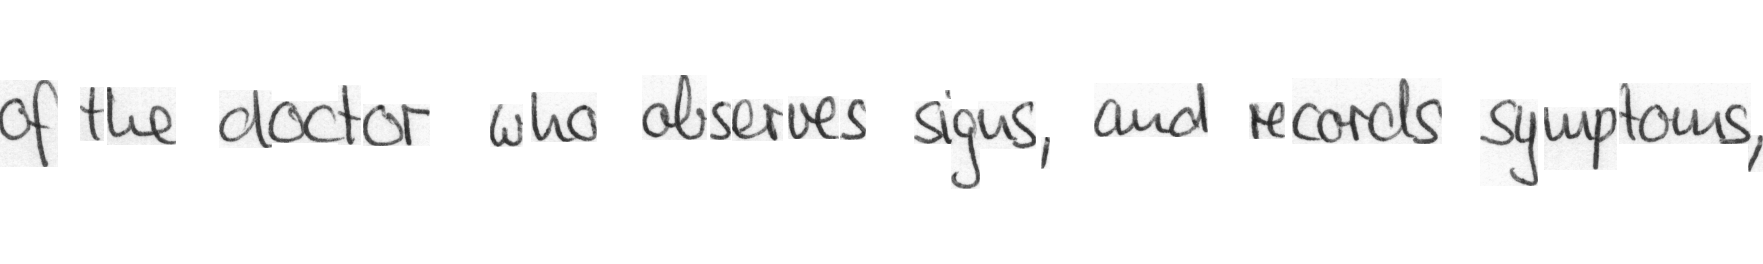 of the doctor who observes signs, and records symptoms,